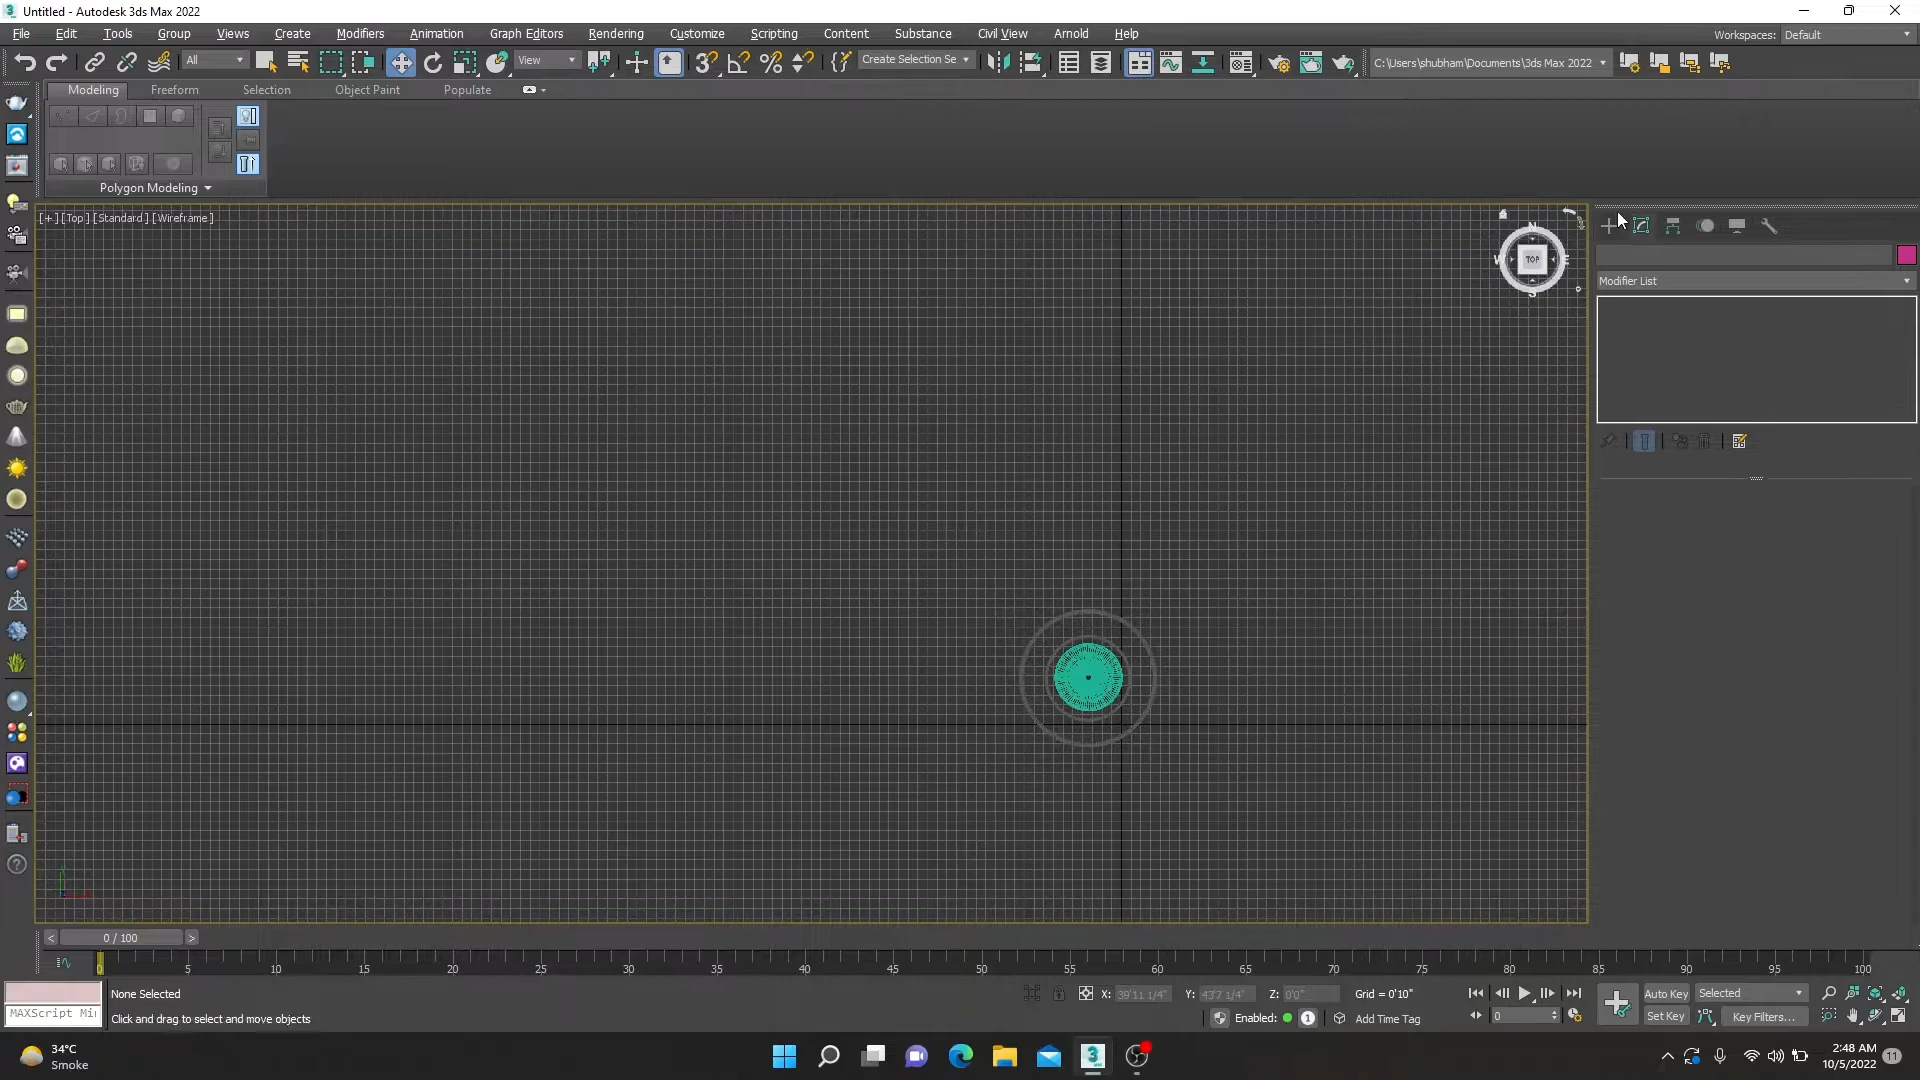 Untitled - Autodesk 3ds Max 2022
File Edit Tools Group Views Create Modifiers Animation Graph Editors Rendering Customize Scripting Content Substance Civil View Arnold Help
Workspaces: Default
All View Create Selection Se C:\Users\shubham\Documents\3ds Max 2022
Modeling Freeform Selection Object Paint Populate
Polygon Modeling
[+] [Top] [Standard] [Wireframe]
N
W TOP E
S
Modifier List
< 0 / 100 >
0 5 10 15 20 25 30 35 40 45 50 55 60 65 70 75 80 85 90 95 100
None Selected X: 39'11 1/4" Y: 43'7 1/4" Z: 0'0" Grid = 0'10" Auto Key Selected
MAXScript Mi Click and drag to select and move objects Enabled: 1 Add Time Tag 0 Set Key Key Filters...
34°C
Smoke
2:48 AM
10/5/2022
11